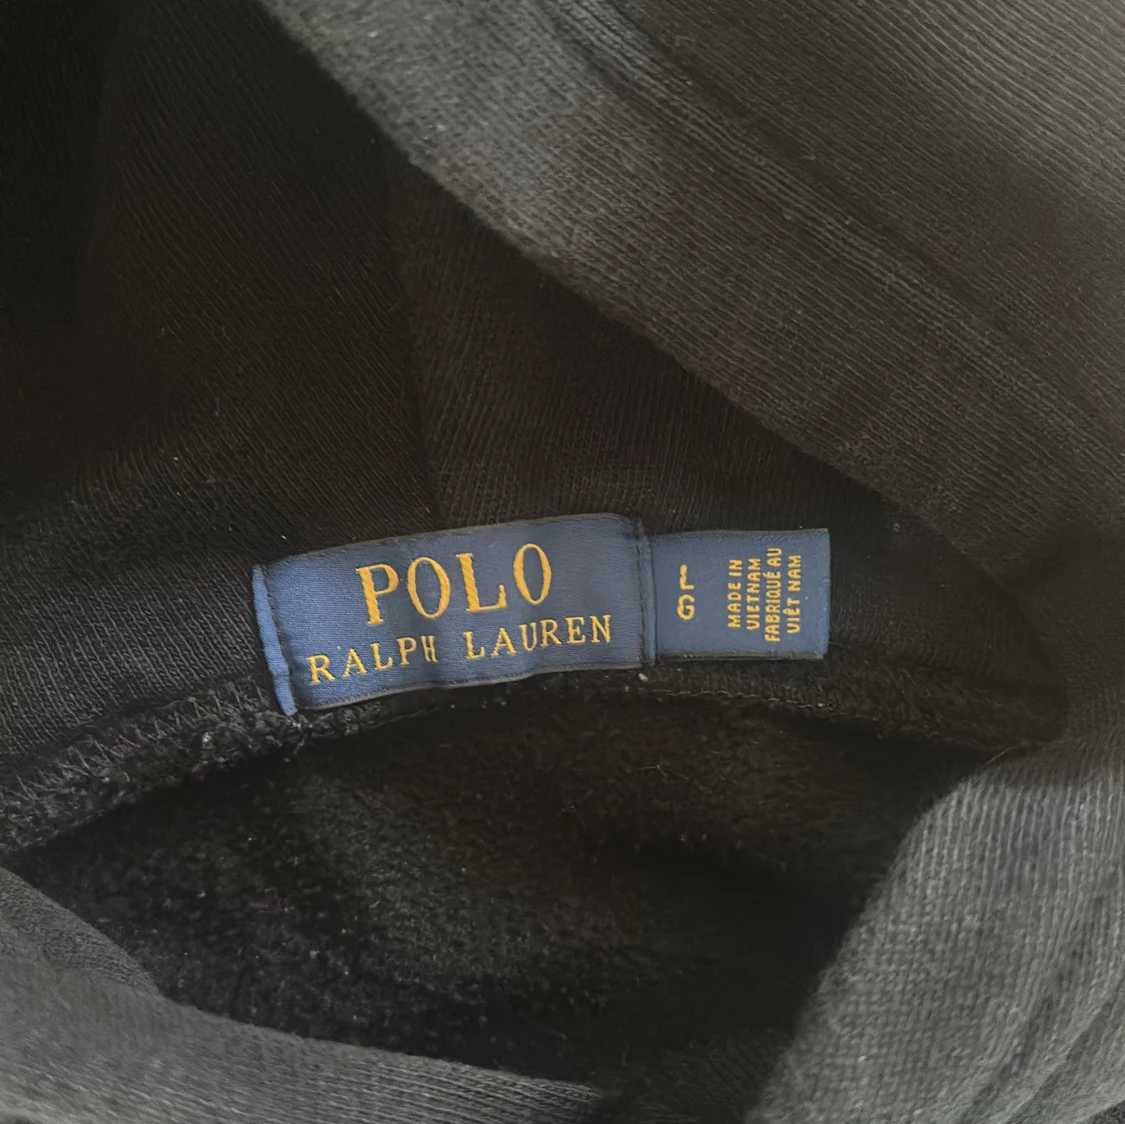 POLO
RALPH LAUREN
L
G
MADE IN
VIETNAM
FABRIQUÉ AU
VIÊT NAM